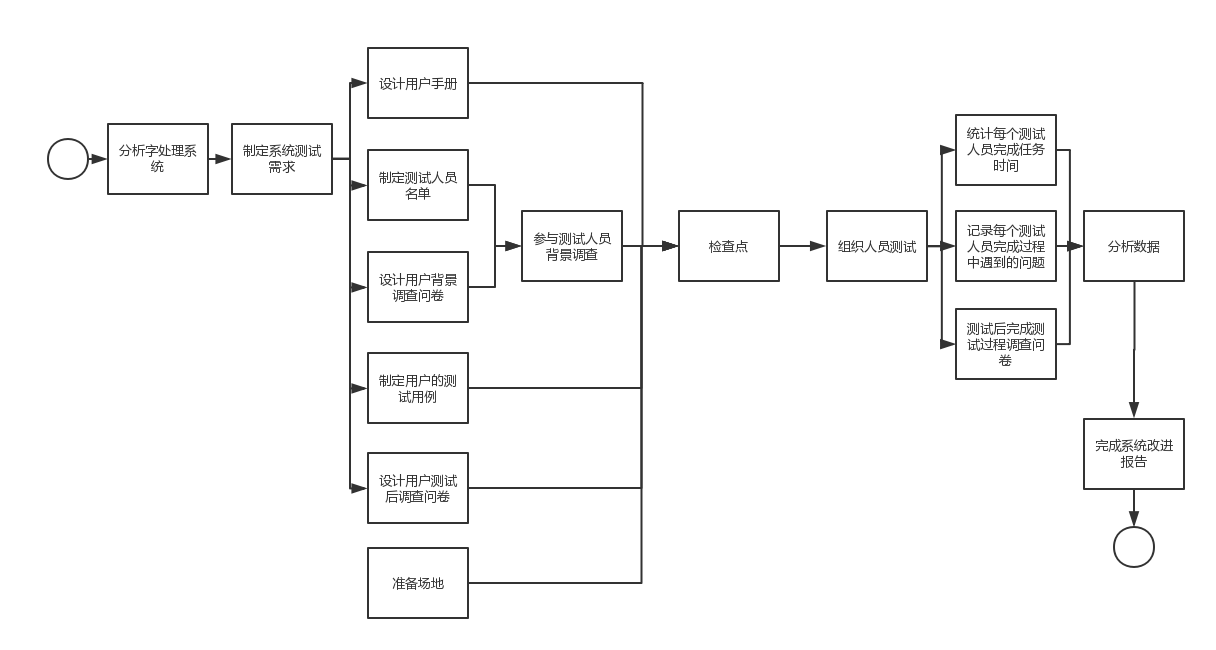 分析字处理系
统
制定系统测试
需求
设计用户手册
制定测试人员
名单
设计用户背景
调查问卷
制定用户的测
试用例
设计用户测试
后调查问卷
准备场地
参与测试人员
背景调查
检查点
组织人员测试
统计每个测试
人员完成任务
时间
记录每个测试
人员完成过程
中遇到的问题
测试后完成测
试过程调查问
卷
分析数据
完成系统改进
报告